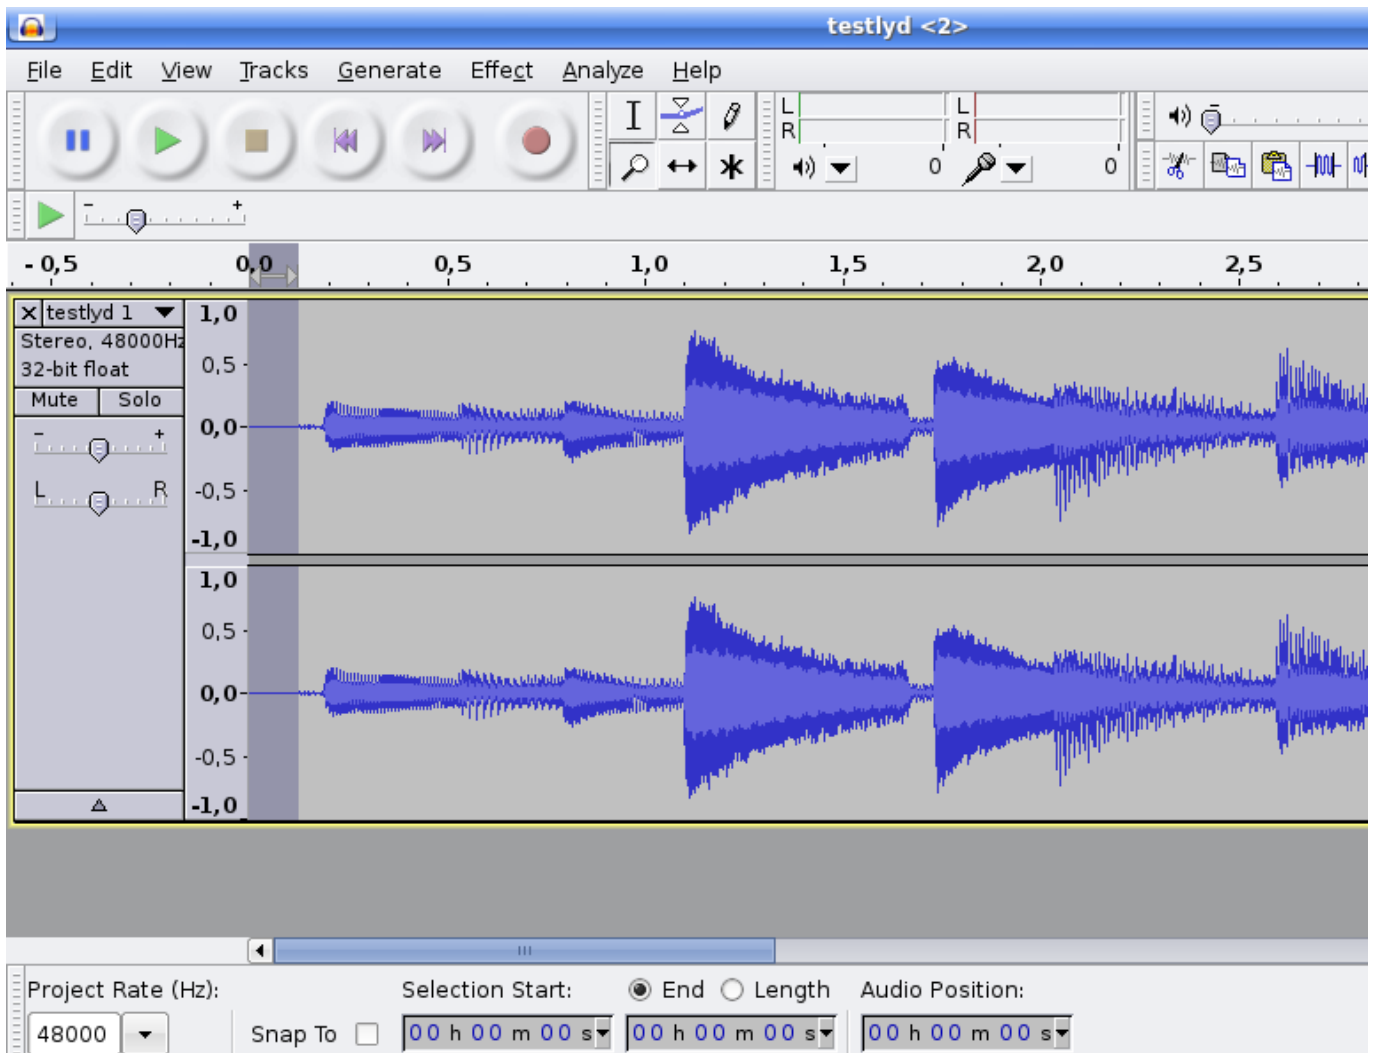 testlyd <2>
File Edit View Tracks Generate Effect Analyze Help
L L
R R
0 0
- +
- 0,5 0,0 0,5 1,0 1,5 2,0 2,5
X testlyd 1
Stereo, 48000Hz
32-bit float
Mute Solo
- +
L R
1,0
0,5
0,0
-0,5
-1,0
1,0
0,5
0,0
-0,5
-1,0
Project Rate (Hz): Selection Start: End Length Audio Position:
48000 Snap To 00 h 00 m 00 s 00 h 00 m 00 s 00 h 00 m 00 s